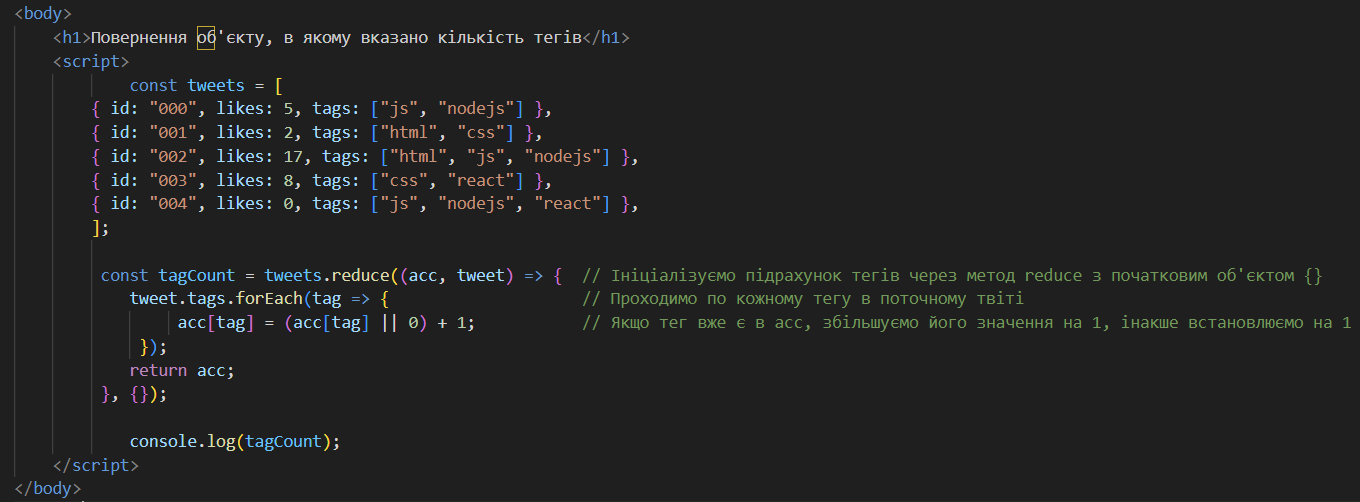 <body>
<h1>Повернення об'єкту, в якому вказано кількість тегів</h1>
<script>
const tweets = [
{ id: "000", likes: 5, tags: ["js", "nodejs"] },
{ id: "001", likes: 2, tags: ["html", "css"] },
{ id: "002", likes: 17, tags: ["html", "js", "nodejs"] },
{ id: "003", likes: 8, tags: ["css", "react"] },
{ id: "004", likes: 0, tags: ["js", "nodejs", "react"] },
];
const tagCount = tweets.reduce((acc, tweet) => { // Ініціалізуємо підрахунок тегів через метод reduce з початковим об'єктом {}
tweet.tags.forEach(tag => { // Проходимо по кожному тегу в поточному твіті
acc[tag] = (acc[tag] || 0) + 1; // Якщо тег вже є в acc, збільшуємо його значення на 1, інакше встановлюємо на 1
});
return acc;
}, {});
console.log(tagCount);
</script>
</body>